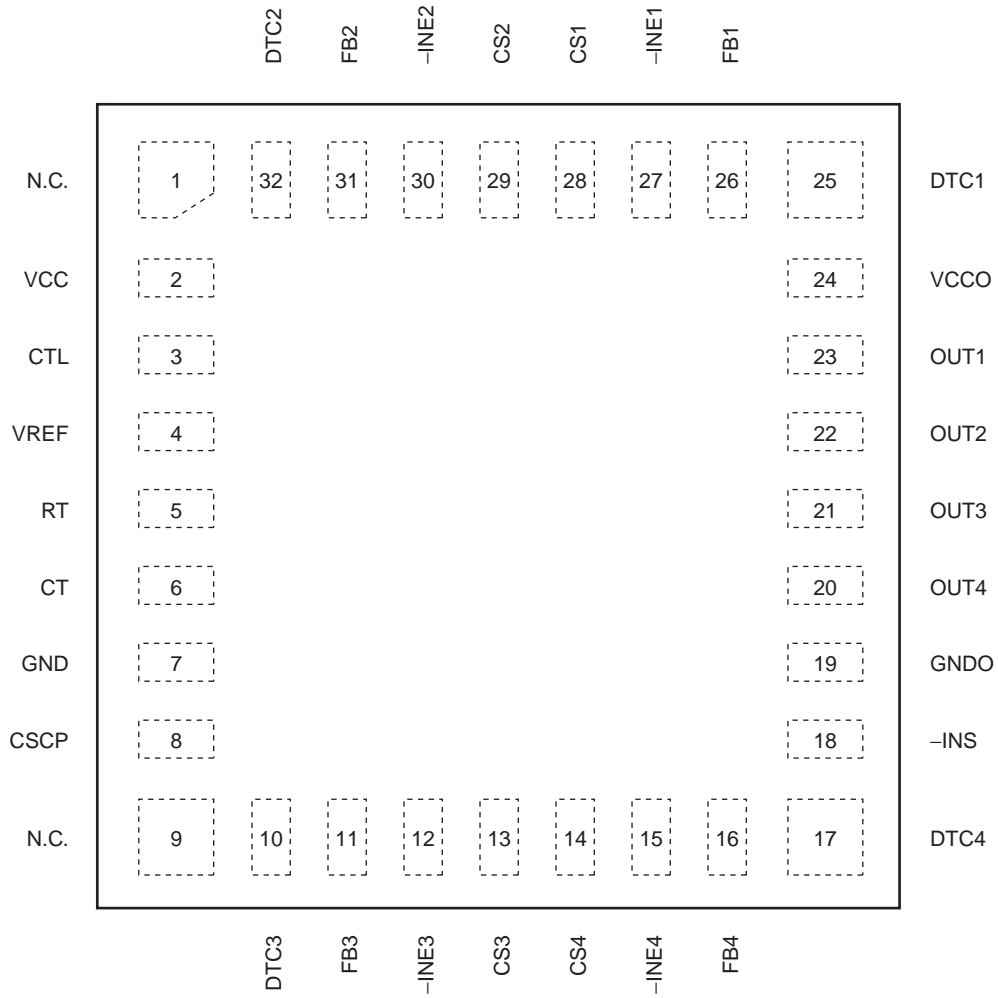 DTC2 FB2 –INE2 CS2 CS1 –INE1 FB1
N.C. 1 32 31 30 29 28 27 26 25 DTC1
VCC 2 24 VCCO
CTL 3 23 OUT1
VREF 4 22 OUT2
RT 5 21 OUT3
CT 6 20 OUT4
GND 7 19 GNDO
CSCP 8 18 –INS
N.C. 9 10 11 12 13 14 15 16 17 DTC4
DTC3 FB3 –INE3 CS3 CS4 –INE4 FB4